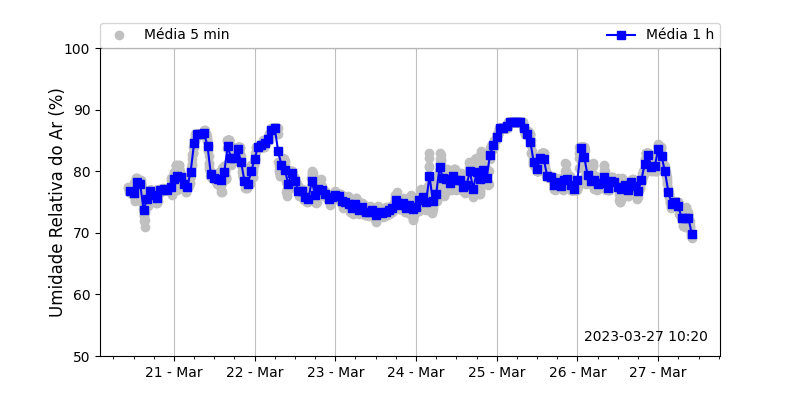 Média 5 min
Média 1 h
100
90
80
70
60
50
Umidade Relativa do Ar (%)
2023-03-27 10:20
21 - Mar
22 - Mar
23 - Mar
24 - Mar
25 - Mar
26 - Mar
27 - Mar